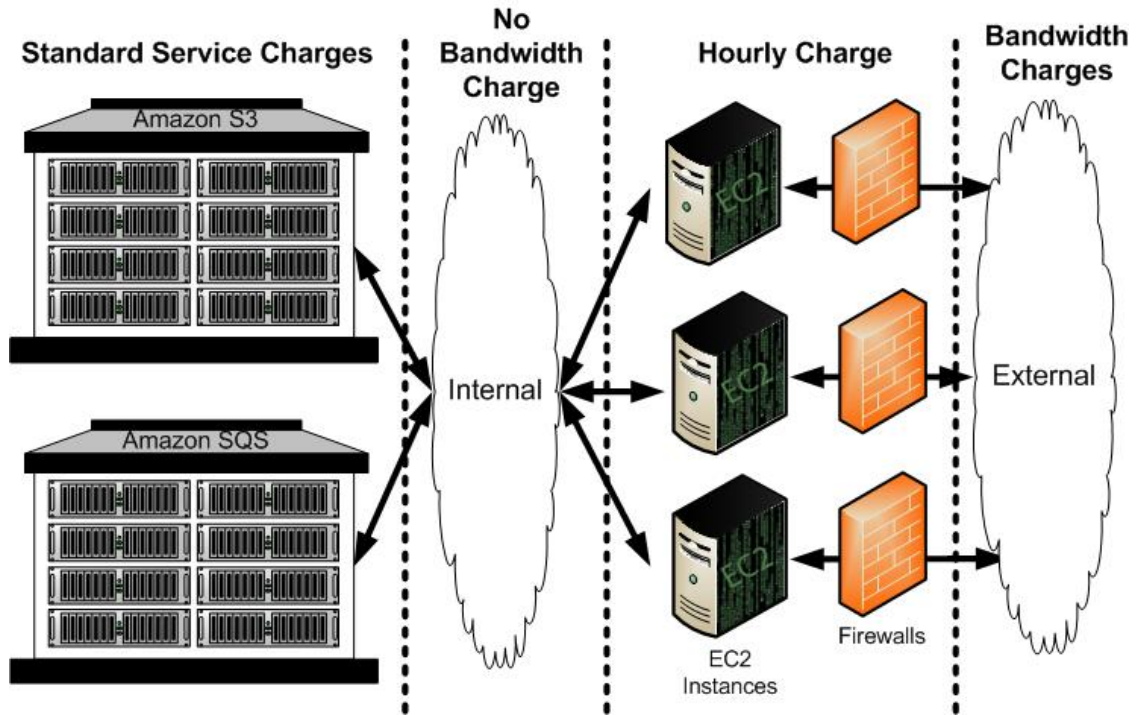 Standard Service Charges
No
Bandwidth
Charge
Hourly Charge
Bandwidth
Charges
Amazon S3
Amazon SQS
Internal
EC2
EC2
EC2
External
EC2
Instances
Firewalls